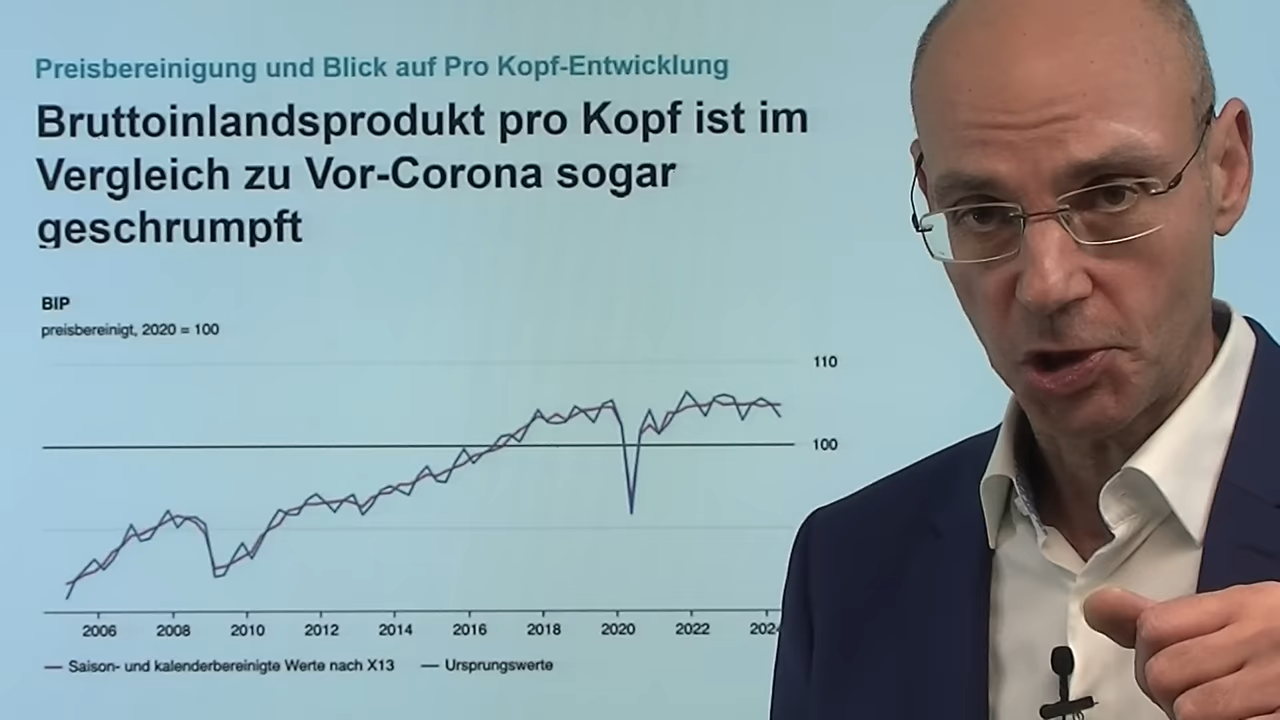 Preisbereinigung und Blick auf Pro Kopf-Entwicklung
Bruttoinlandsprodukt pro Kopf ist im
Vergleich zu Vor-Corona sogar
geschrumpft
BIP
preisbereinigt, 2020 = 100
110
100
2006 2008 2010 2012 2014 2016 2018 2020 2022 202
— Saison- und kalenderbereinigte Werte nach X13 — Ursprungswerte